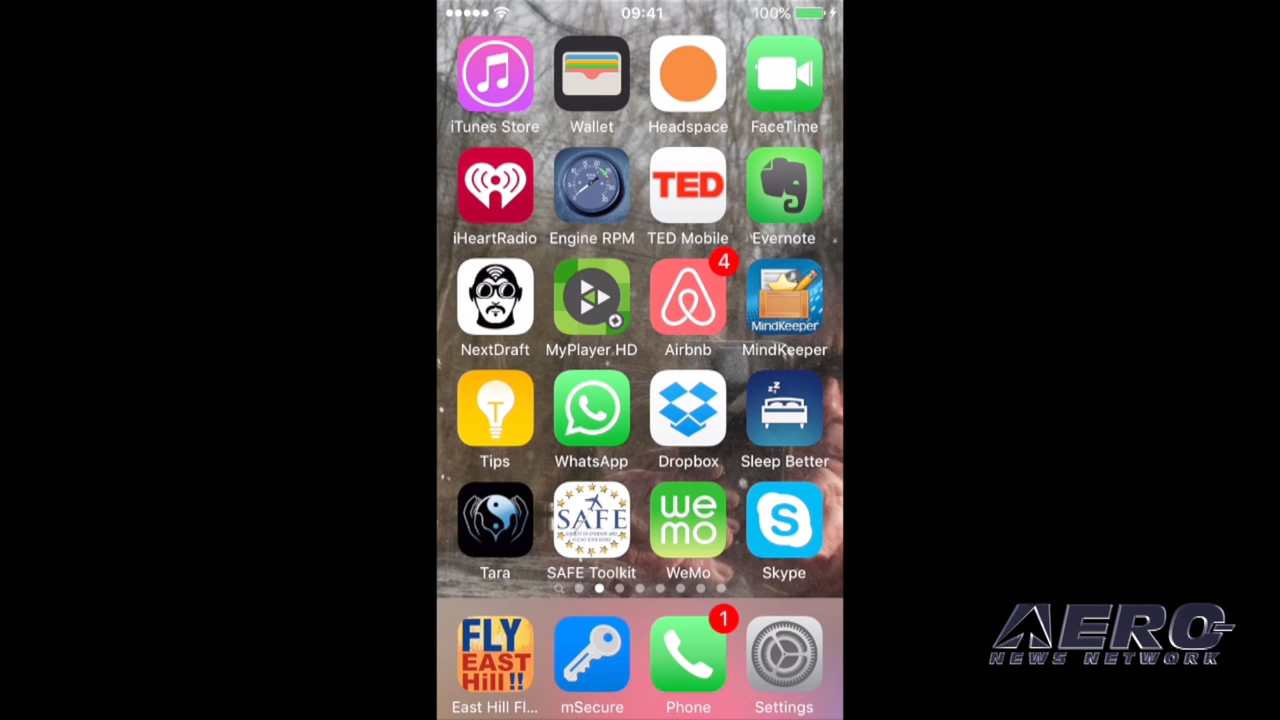 09:41 100%
iTunes Store Wallet Headspace FaceTime
TED
iHeartRadio Engine RPM TED Mobile Evernote
4
MindKeeper
NextDraft MyPlayer HD Airbnb MindKeeper
T zZ
Tips WhatsApp Dropbox Sleep Better
SAFE we mo S
Tara SAFE Toolkit WeMo Skype
1
FLY
EAST
Hill!!
East Hill Fl... mSecure Phone Settings
AERO
NEWS NETWORK